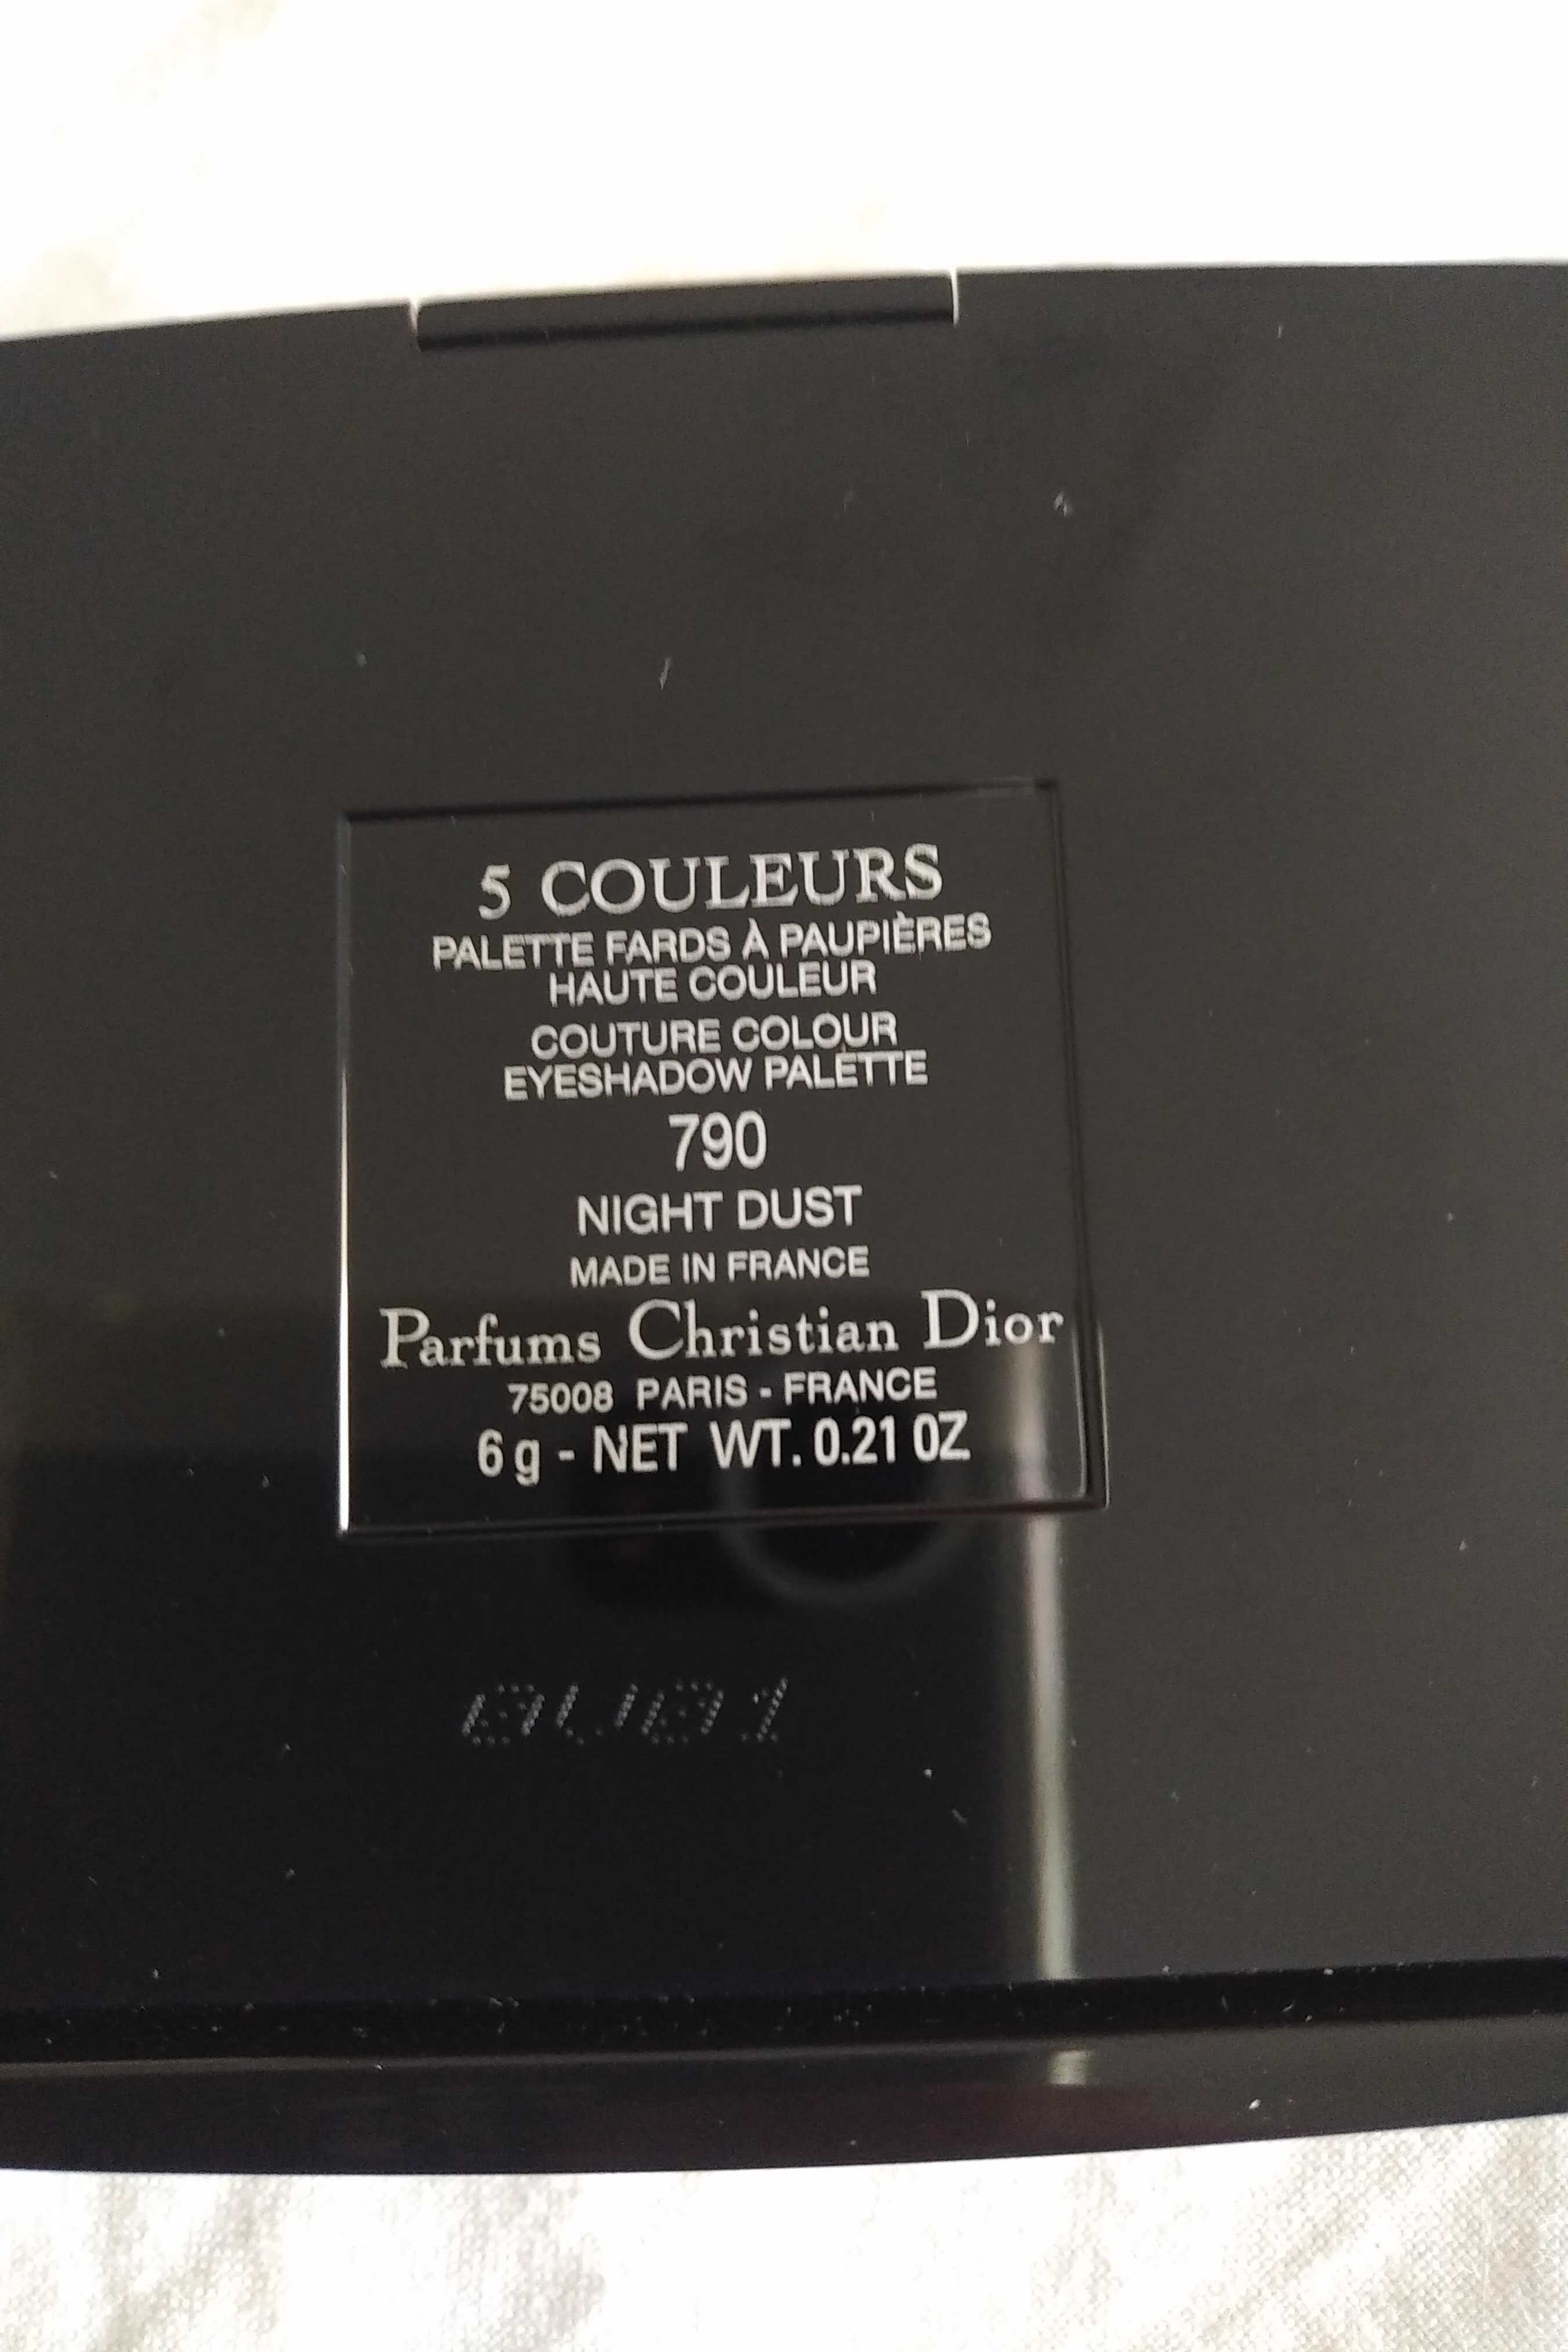 5 COULEURS
PALETTE FARDS À PAUPIÈRES
HAUTE COULEUR
COUTURE COLOUR
EYESHADOW PALETTE
790
NIGHT DUST
MADE IN FRANCE
Parfums Christian Dior
75008 PARIS - FRANCE
6 g - NET WT. 0.21 OZ